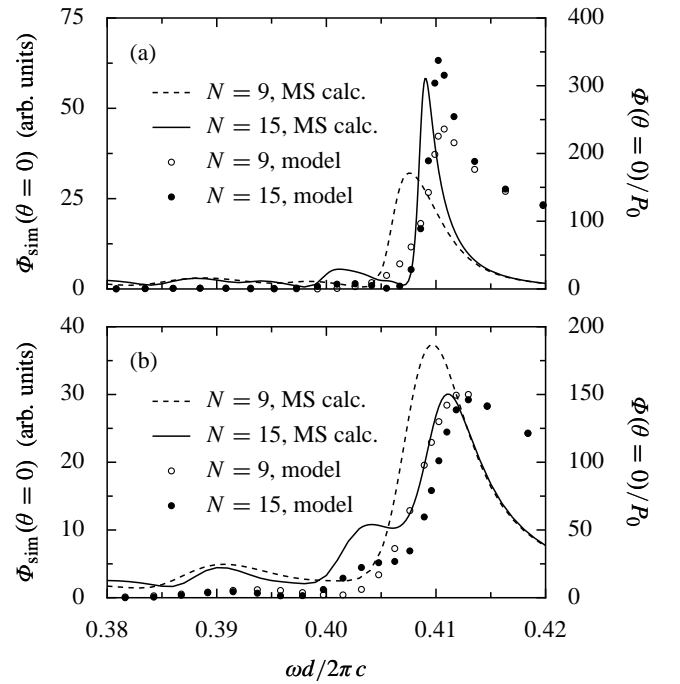 75
50
25
0
Φsim(θ = 0) (arb. units)
(a)
N = 9, MS calc.
N = 15, MS calc.
N = 9, model
N = 15, model
400
300
200
100
0
Φ(θ = 0)/P0
40
30
20
10
0
Φsim(θ = 0) (arb. units)
(b)
N = 9, MS calc.
N = 15, MS calc.
N = 9, model
N = 15, model
200
150
100
50
0
Φ(θ = 0)/P0
0.38 0.39 0.40 0.41 0.42
ωd/2πc